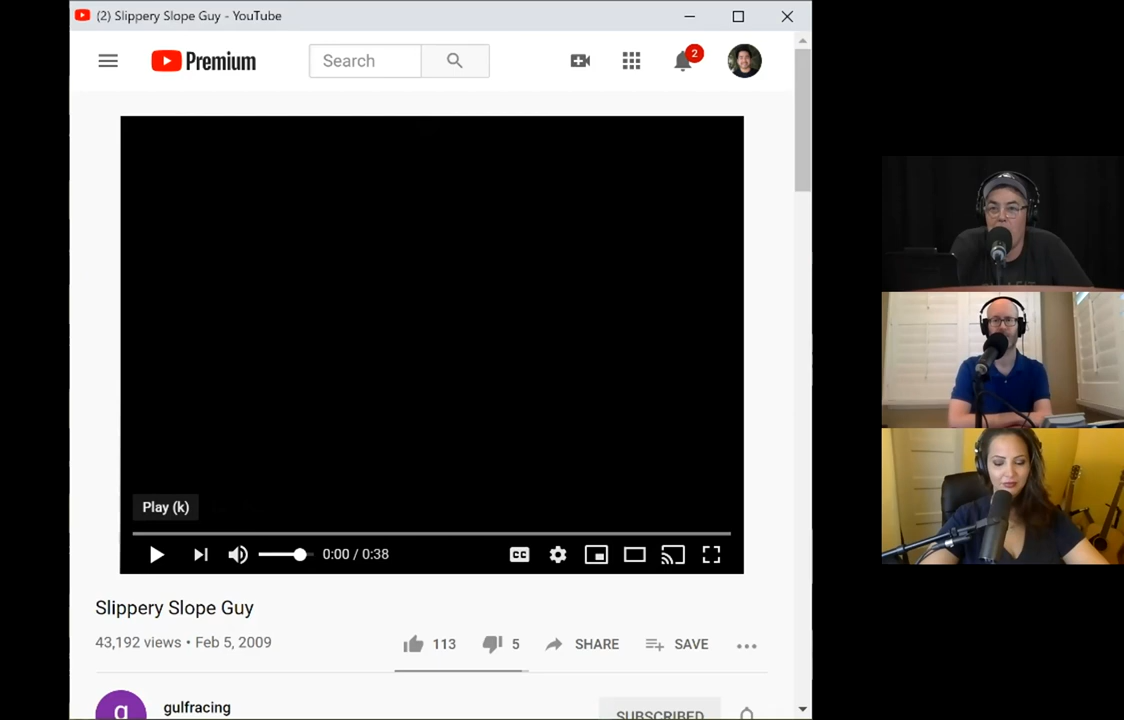 (2) Slippery Slope Guy - YouTube
Premium
Search
2
Play (k)
0:00 / 0:38
CC
Slippery Slope Guy
43,192 views • Feb 5, 2009
113
5
SHARE
SAVE
g
gulfracing
SUBSCRIBED